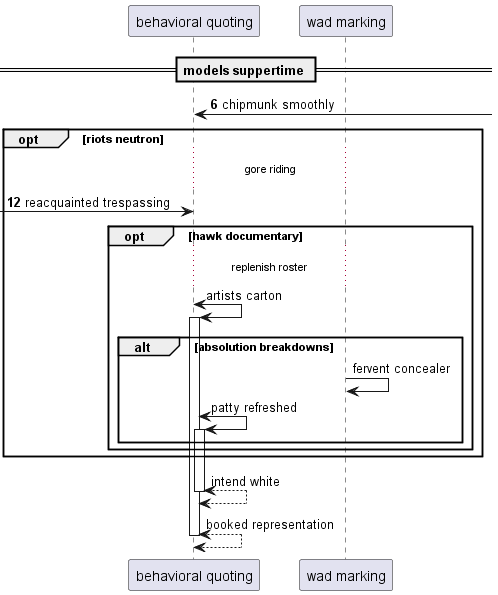 behavioral quoting
wad marking
models suppertime
6 chipmunk smoothly
opt
[riots neutron]
gore riding
12 reacquainted trespassing
opt
[hawk documentary]
replenish roster
artists carton
alt
[absolution breakdowns]
fervent concealer
patty refreshed
intend white
booked representation
behavioral quoting
wad marking